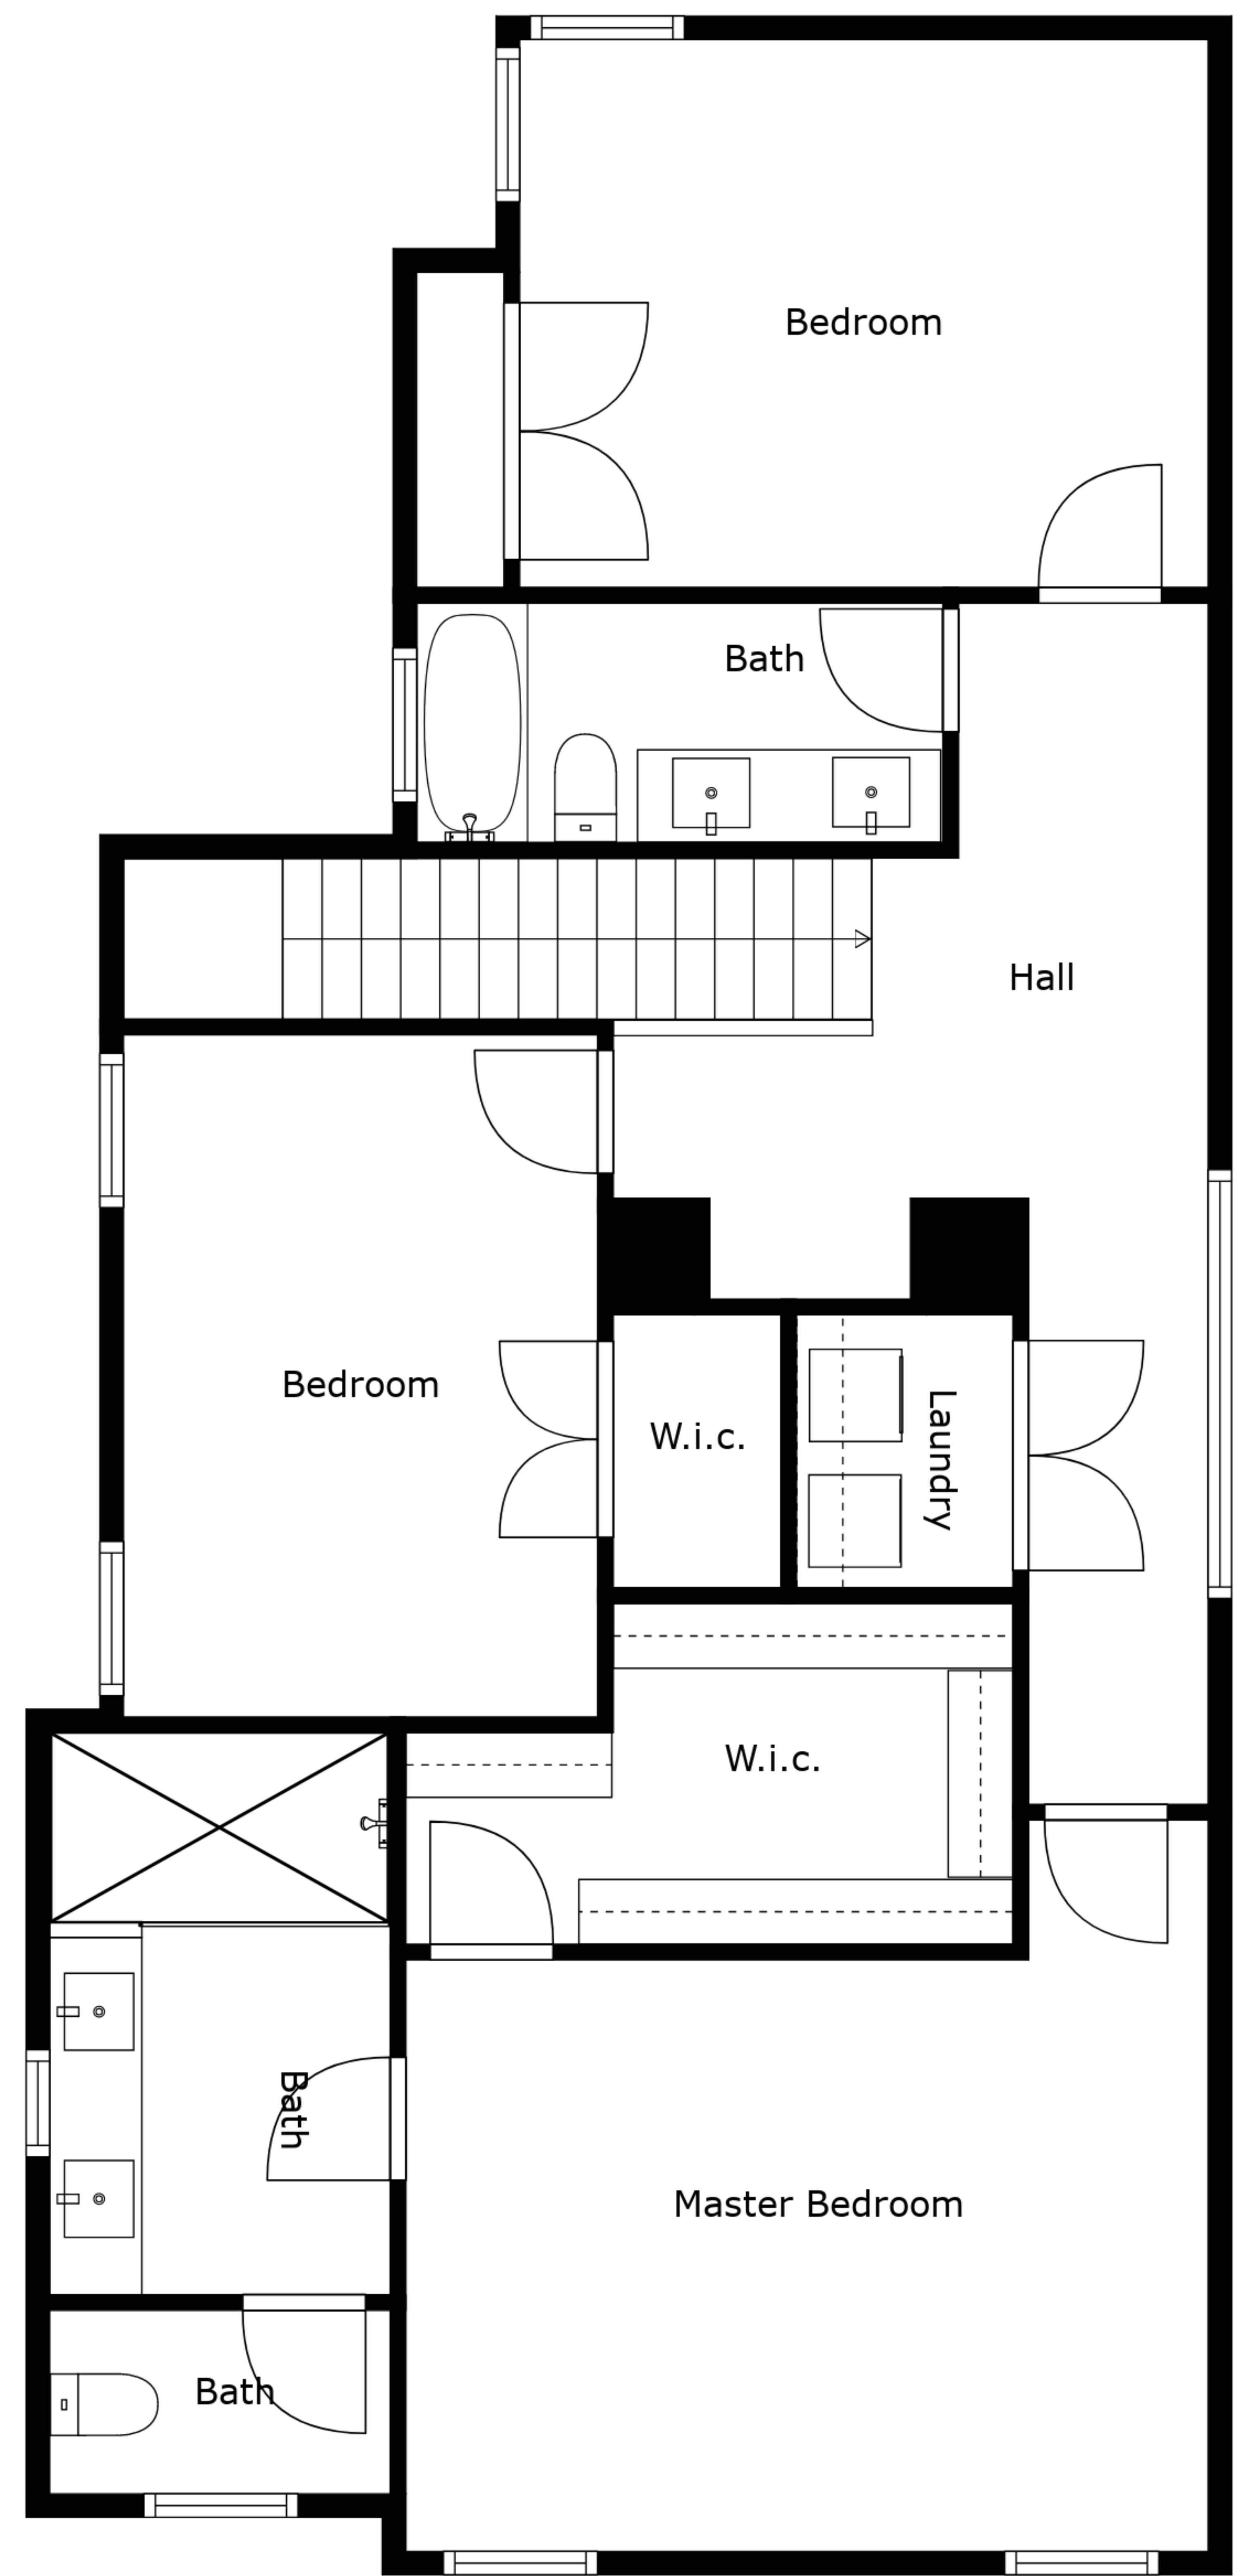 Bedroom
Bath
Hall
Bedroom
W.i.c.
Laundry
W.i.c.
Bath
Master Bedroom
Bath